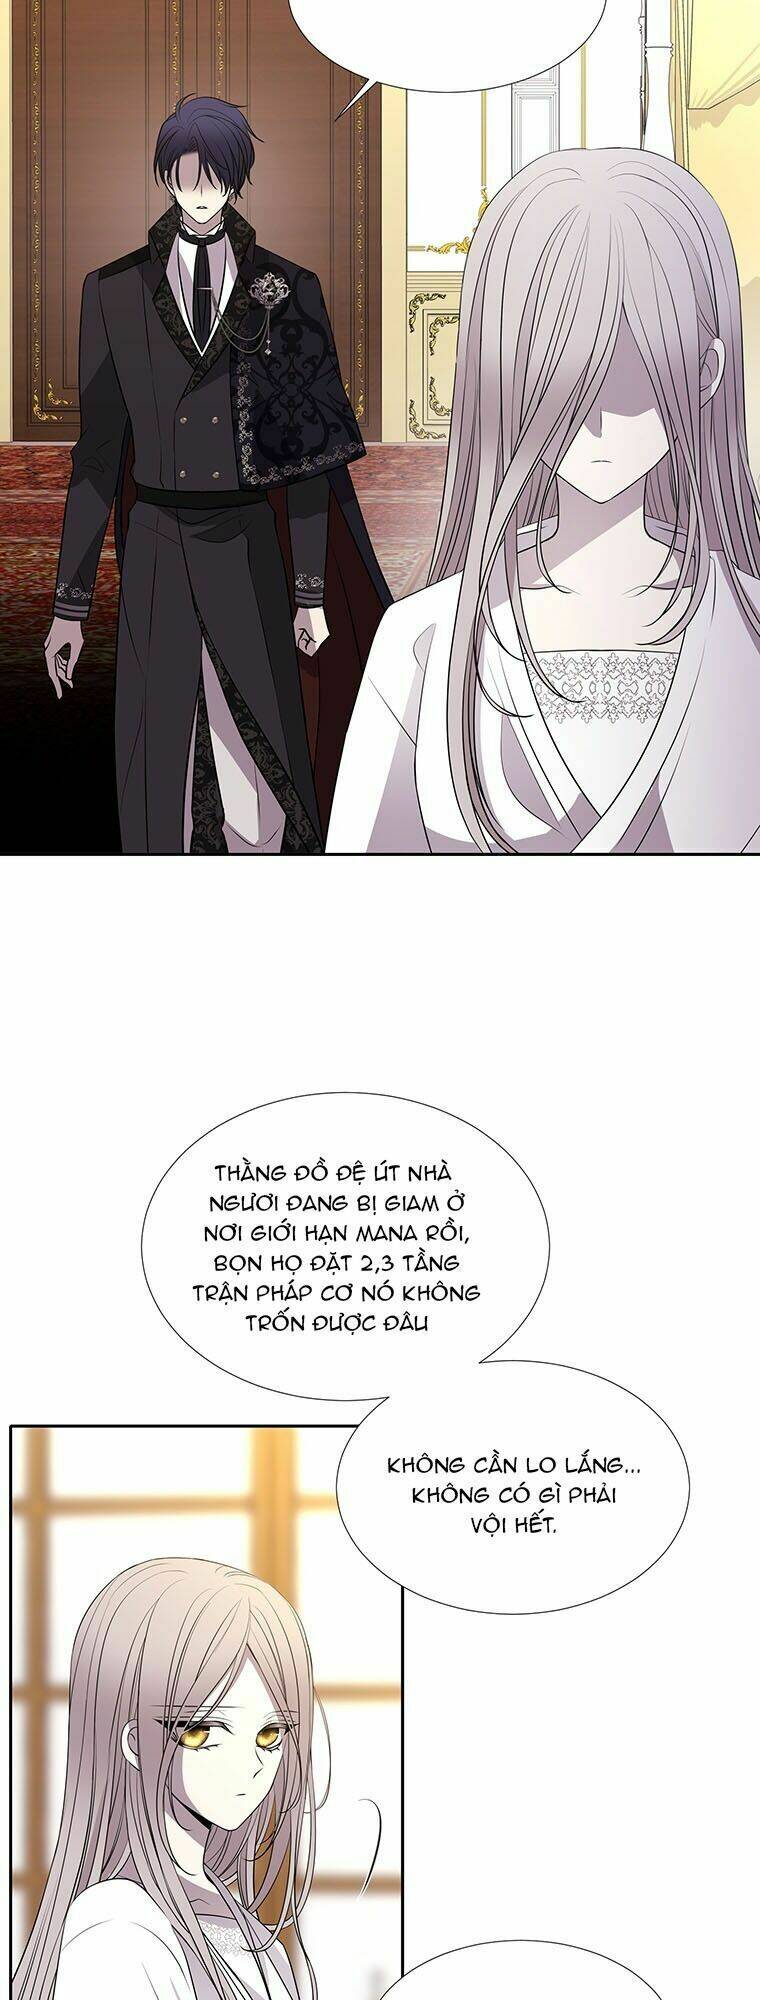 THẰNG ĐỒ ĐỆ ÚT NHÀ
NGƯƠI ĐANG BỊ GIAM Ở
NƠI GIỚI HẠN MANA RỒI,
BỌN HỌ ĐẶT 2,3 TẦNG
TRẬN PHÁP CƠ NÓ KHÔNG
TRỐN ĐƯỢC ĐÂU
KHÔNG CẦN LO LẮNG...
KHÔNG CÓ GÌ PHẢI
VỘI HẾT.